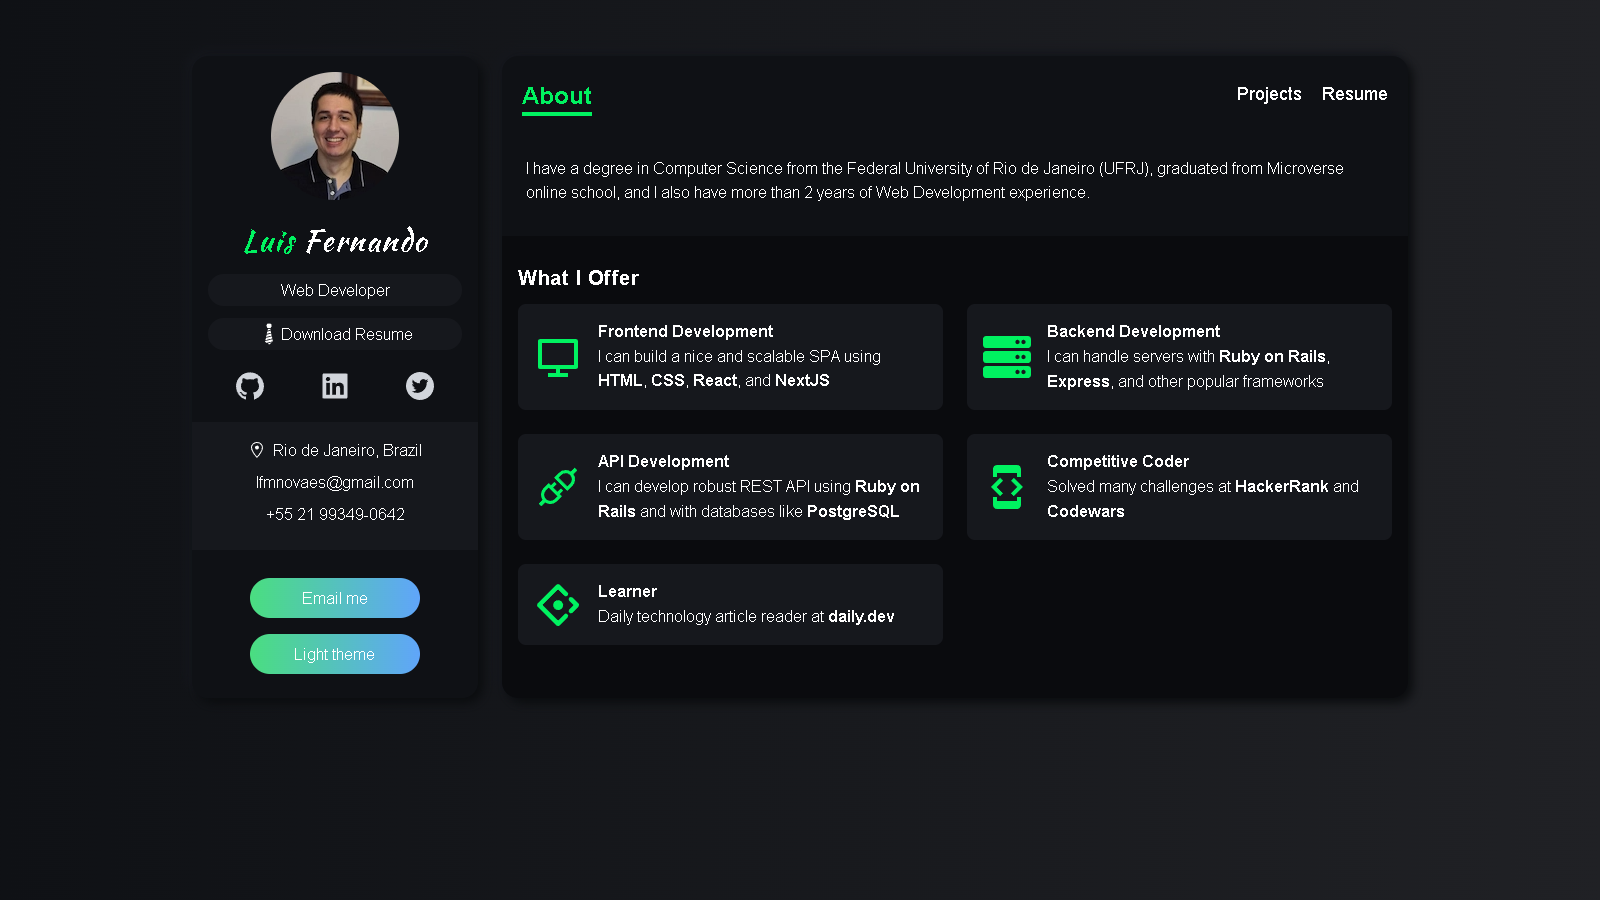 Luis Fernando
Web Developer
Download Resume
Rio de Janeiro, Brazil
lfmnovaes@gmail.com
+55 21 99349-0642
Email me
Light theme
About
Projects
Resume
I have a degree in Computer Science from the Federal University of Rio de Janeiro (UFRJ), graduated from Microverse
online school, and I also have more than 2 years of Web Development experience.
What I Offer
Frontend Development
I can build a nice and scalable SPA using
HTML, CSS, React, and NextJS
Backend Development
I can handle servers with Ruby on Rails,
Express, and other popular frameworks
API Development
I can develop robust REST API using Ruby on
Rails and with databases like PostgreSQL
Competitive Coder
Solved many challenges at HackerRank and
Codewars
Learner
Daily technology article reader at daily.dev